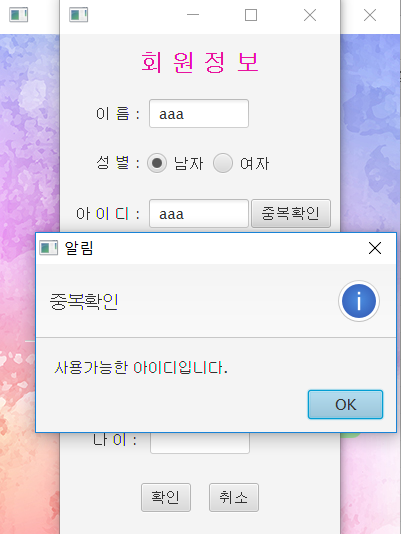 회 원 정 보
이 름 : aaa
성 별 : 남자 여자
아 이 디 : aaa 중복확인
알림
중복확인
사용가능한 아이디입니다.
OK
나 이 :
확인 취소